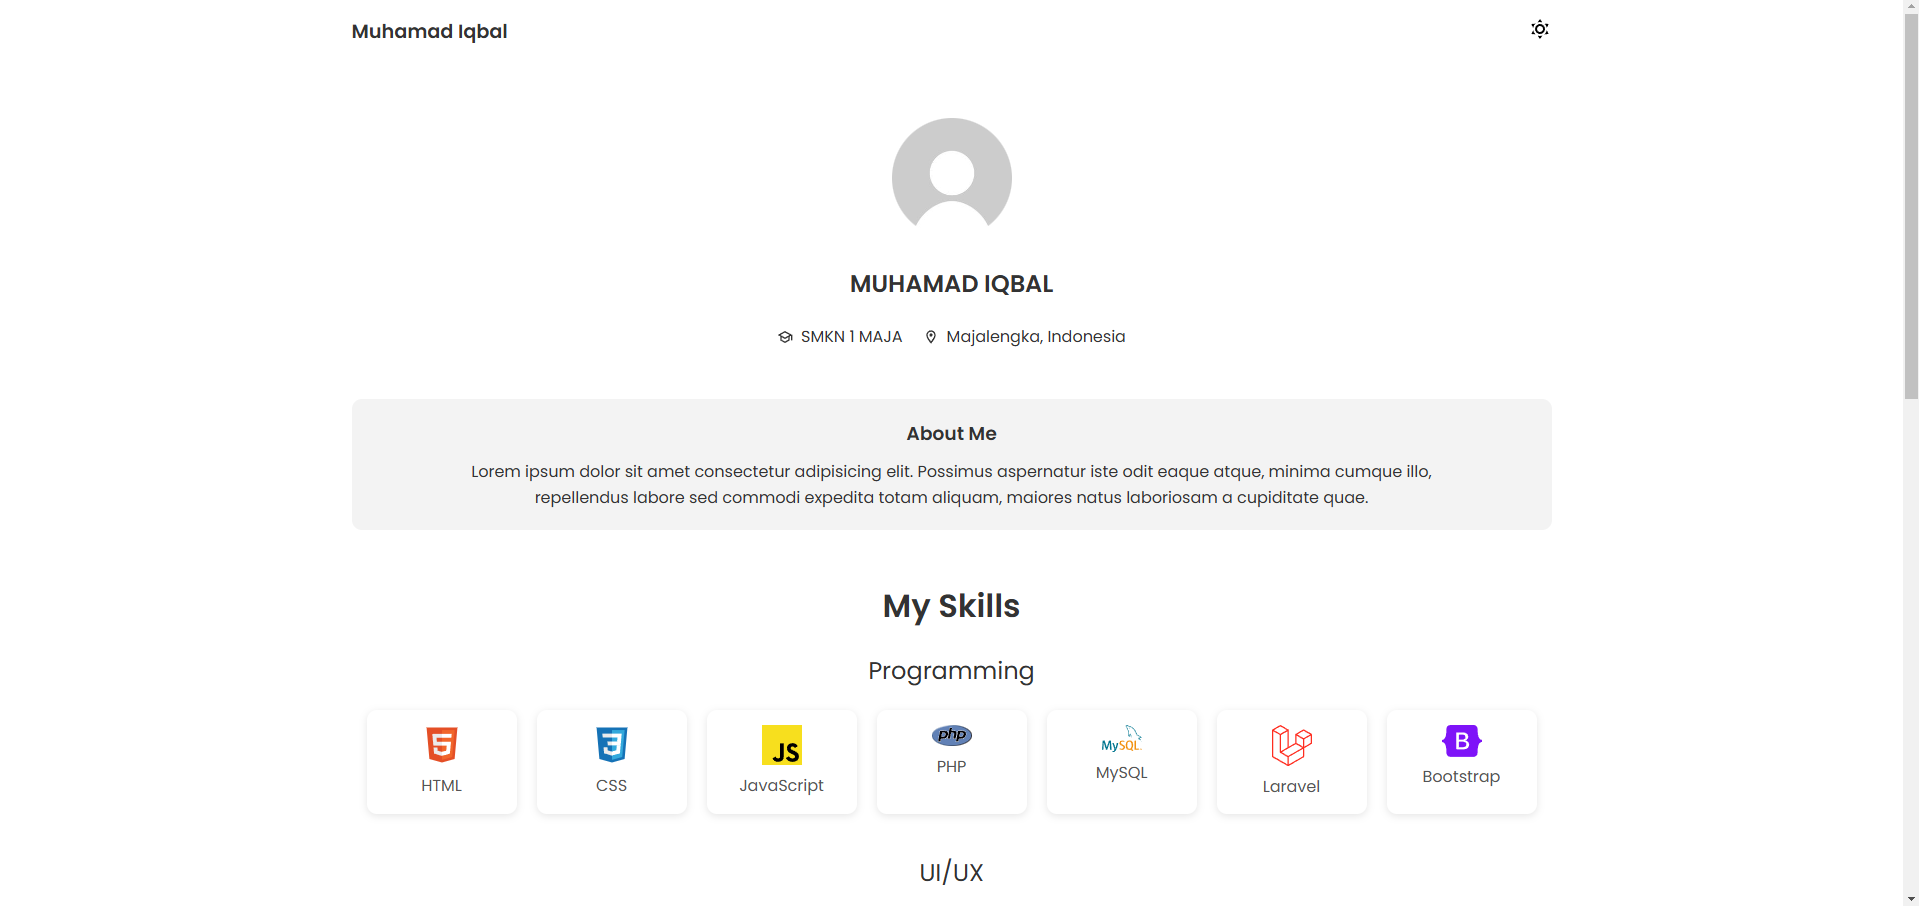 Muhamad Iqbal
MUHAMAD IQBAL
SMKN 1 MAJA Majalengka, Indonesia
About Me
Lorem ipsum dolor sit amet consectetur adipisicing elit. Possimus aspernatur iste odit eaque atque, minima cumque illo,
repellendus labore sed commodi expedita totam aliquam, maiores natus laboriosam a cupiditate quae.
My Skills
Programming
5 3 JS php MySQL B
HTML CSS JavaScript PHP MySQL Laravel Bootstrap
UI/UX